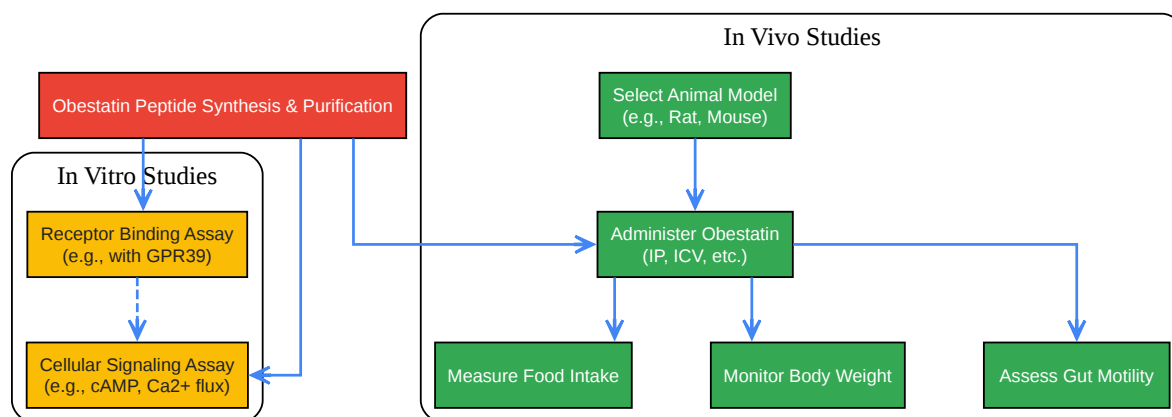 In Vivo Studies
Obestatin Peptide Synthesis & Purification
Select Animal Model
(e.g., Rat, Mouse)
In Vitro Studies
Receptor Binding Assay
(e.g., with GPR39)
Administer Obestatin
(IP, ICV, etc.)
Cellular Signaling Assay
(e.g., cAMP, Ca2+ flux)
Measure Food Intake
Monitor Body Weight
Assess Gut Motility